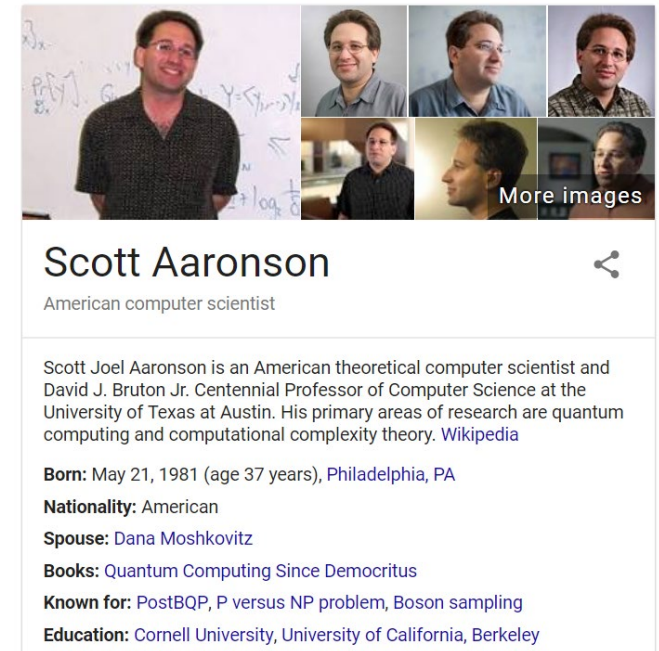 More images
Scott Aaronson
American computer scientist
Scott Joel Aaronson is an American theoretical computer scientist and
David J. Bruton Jr. Centennial Professor of Computer Science at the
University of Texas at Austin. His primary areas of research are quantum
computing and computational complexity theory. Wikipedia
Born: May 21, 1981 (age 37 years), Philadelphia, PA
Nationality: American
Spouse: Dana Moshkovitz
Books: Quantum Computing Since Democritus
Known for: PostBQP, P versus NP problem, Boson sampling
Education: Cornell University, University of California, Berkeley